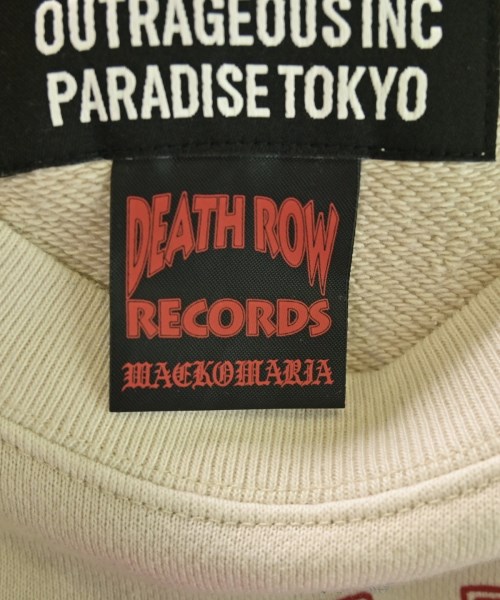 OUTRAGEOUS INC
PARADISE TOKYO
DEATH ROW
RECORDS
WACKOMARIA